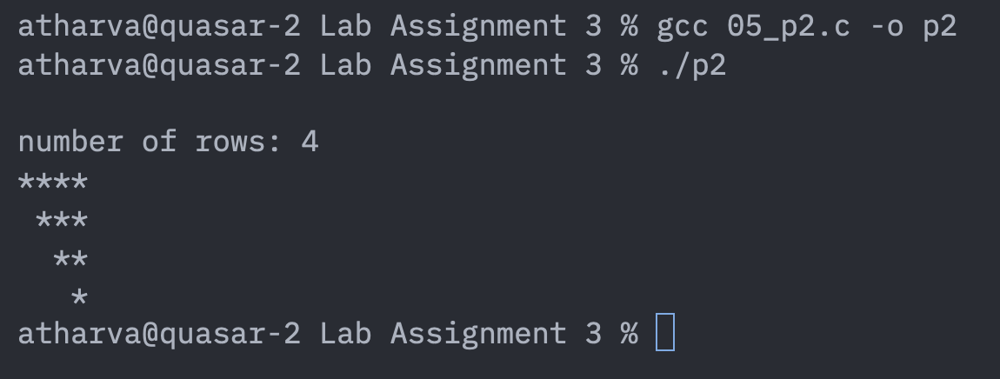 atharva@quasar-2 Lab Assignment 3 % gcc 05_p2.c -o p2
atharva@quasar-2 Lab Assignment 3 % ./p2

number of rows: 4
****
 ***
  **
   *
atharva@quasar-2 Lab Assignment 3 %